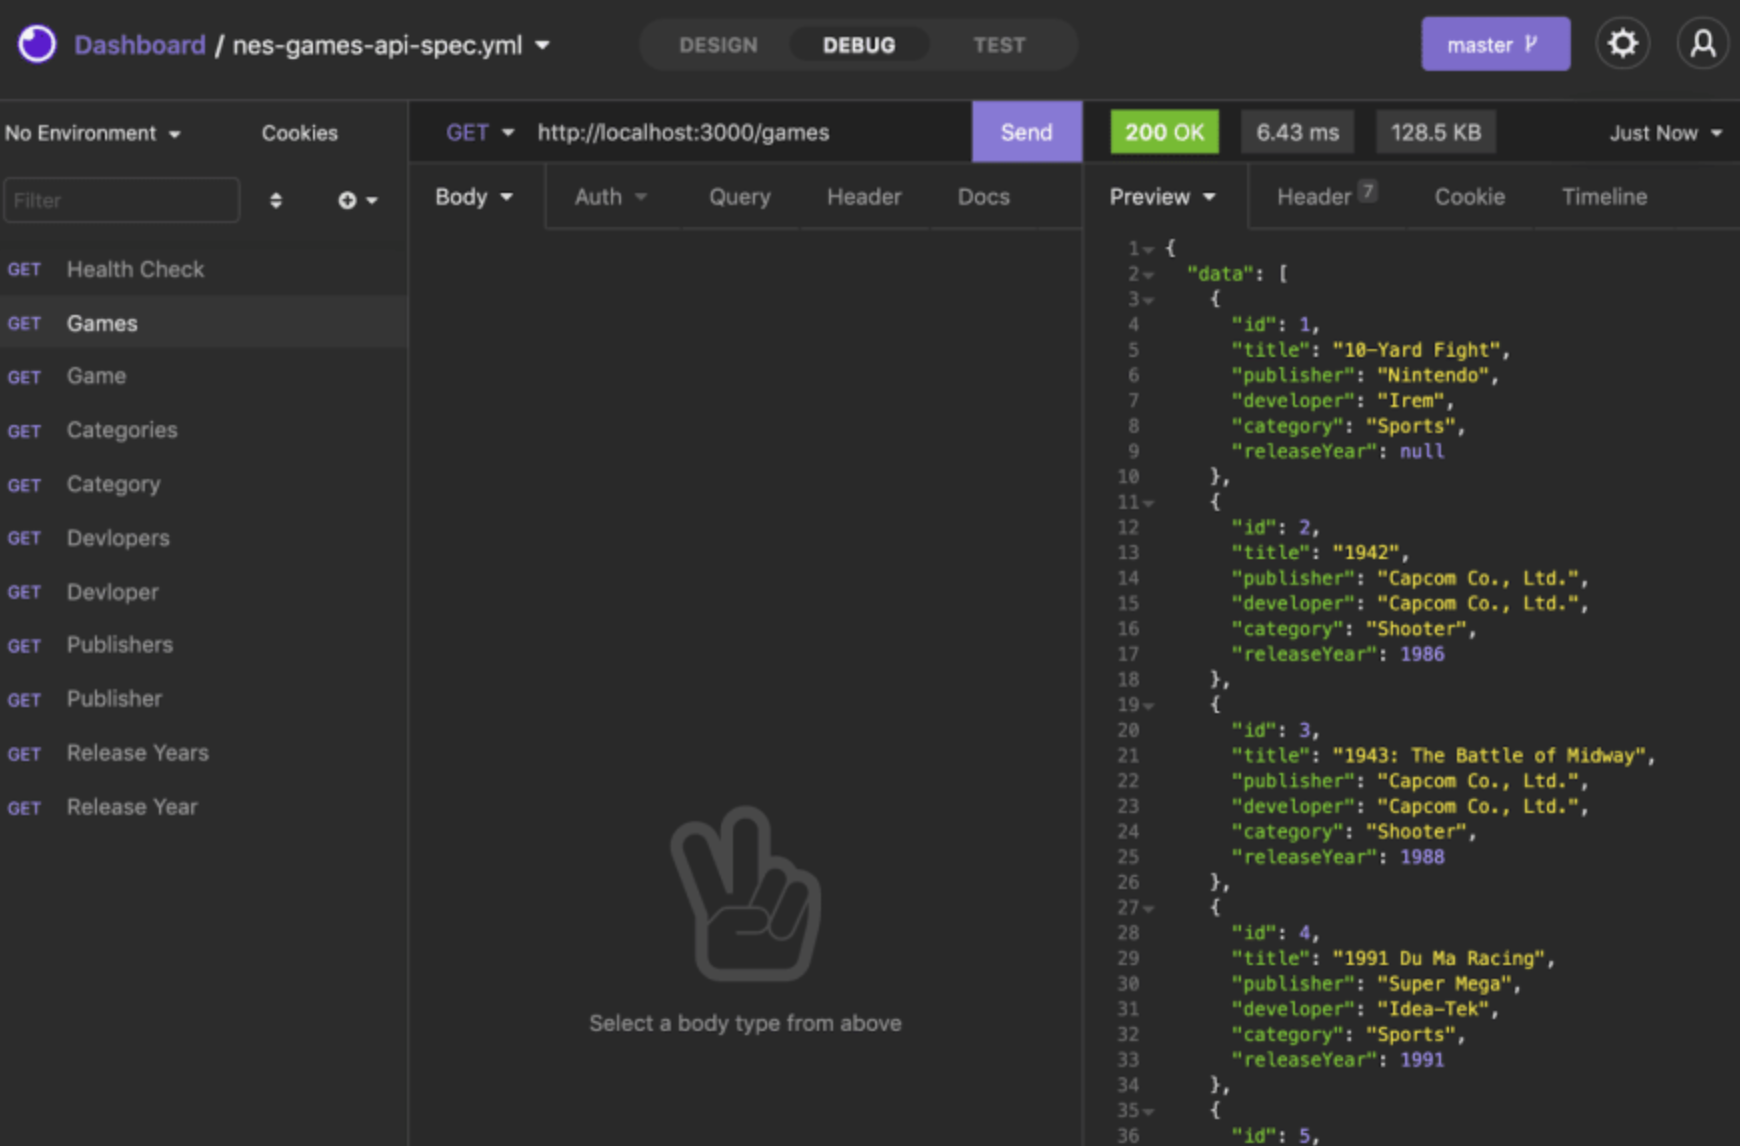 Dashboard / nes-games-api-spec.yml
DESIGN DEBUG TEST
master
No Environment Cookies
Filter
GET Health Check
GET Games
GET Game
GET Categories
GET Category
GET Devlopers
GET Devloper
GET Publishers
GET Publisher
GET Release Years
GET Release Year
GET http://localhost:3000/games Send
Body Auth Query Header Docs
Select a body type from above
200 OK 6.43 ms 128.5 KB Just Now
Preview Header 7 Cookie Timeline
1 {
2 "data": [
3 {
4 "id": 1,
5 "title": "10-Yard Fight",
6 "publisher": "Nintendo",
7 "developer": "Irem",
8 "category": "Sports",
9 "releaseYear": null
10 },
11 {
12 "id": 2,
13 "title": "1942",
14 "publisher": "Capcom Co., Ltd.",
15 "developer": "Capcom Co., Ltd.",
16 "category": "Shooter",
17 "releaseYear": 1986
18 },
19 {
20 "id": 3,
21 "title": "1943: The Battle of Midway",
22 "publisher": "Capcom Co., Ltd.",
23 "developer": "Capcom Co., Ltd.",
24 "category": "Shooter",
25 "releaseYear": 1988
26 },
27 {
28 "id": 4,
29 "title": "1991 Du Ma Racing",
30 "publisher": "Super Mega",
31 "developer": "Idea-Tek",
32 "category": "Sports",
33 "releaseYear": 1991
34 },
35 {
36 "id": 5,